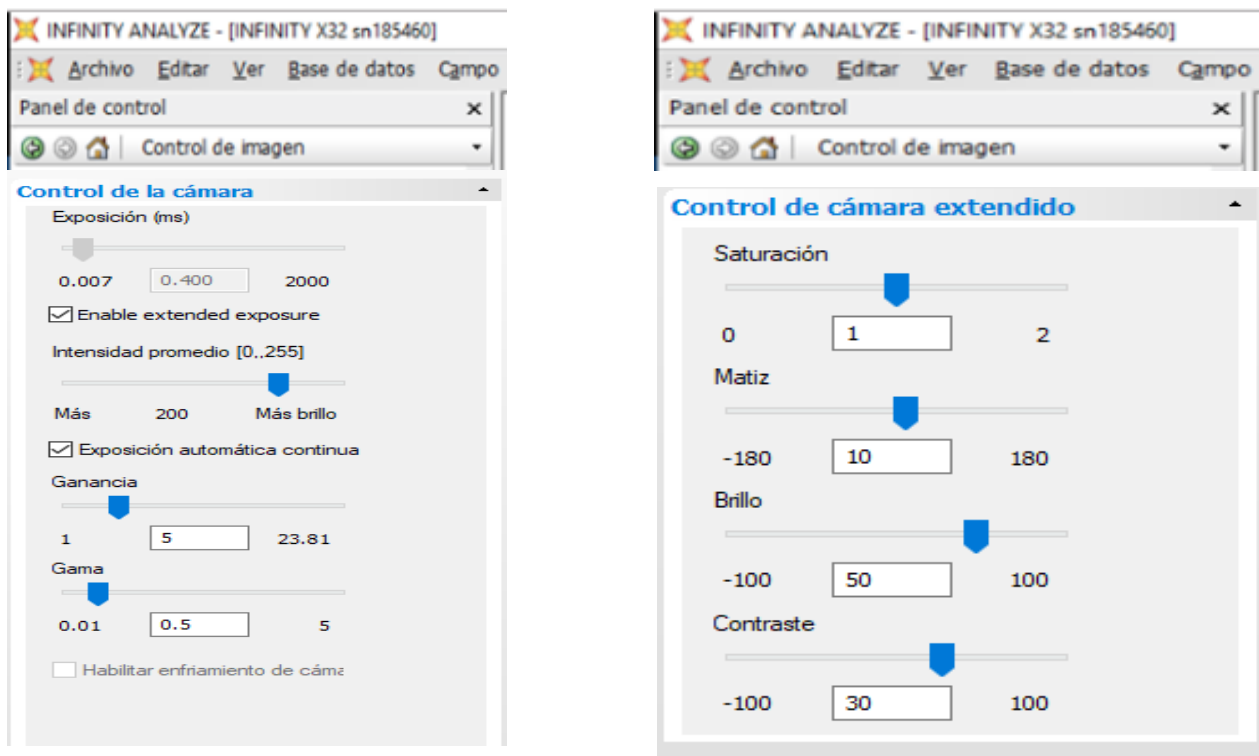 INFINITY ANALYZE - [INFINITY X32 sn185460]
Archivo Editar Ver Base de datos Campo
Panel de control
Control de imagen
Control de la cámara
Exposición (ms)
0.007 0.400 2000
Enable extended exposure
Intensidad promedio [0,,255]
Más 200 Más brillo
Exposición automática continua
Ganancia
1 5 23.81
Gama
0.01 0.5 5
Habilitar enfriamiento de cáma
INFINITY ANALYZE - [INFINITY X32 sn185460]
Archivo Editar Ver Base de datos Campo
Panel de control
Control de imagen
Control de cámara extendido
Saturación
0 1 2
Matiz
-180 10 180
Brillo
-100 50 100
Contraste
-100 30 100